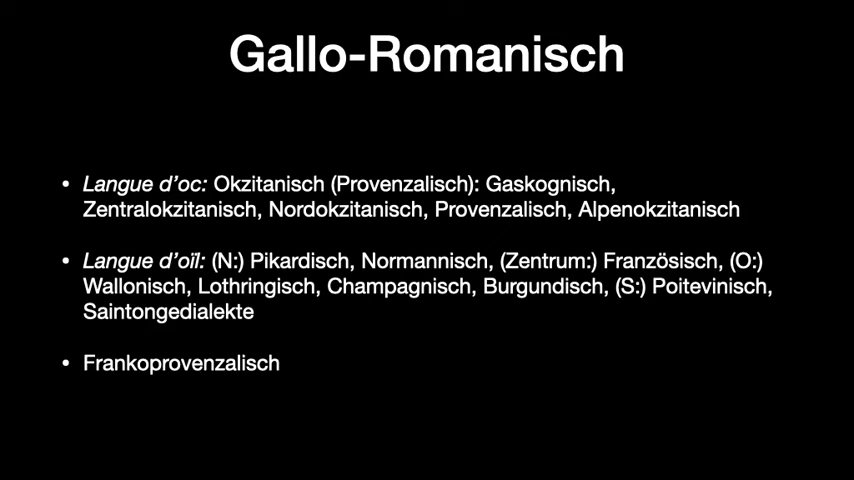 Gallo-Romanisch
• Langue d’oc: Okzitanisch (Provenzalisch): Gaskognisch,
Zentralokzitanisch, Nordokzitanisch, Provenzalisch, Alpenokzitanisch
• Langue d’oïl: (N:) Pikardisch, Normannisch, (Zentrum:) Französisch, (O:)
Wallonisch, Lothringisch, Champagnisch, Burgundisch, (S:) Poitevinisch,
Saintongedialekte
• Frankoprovenzalisch